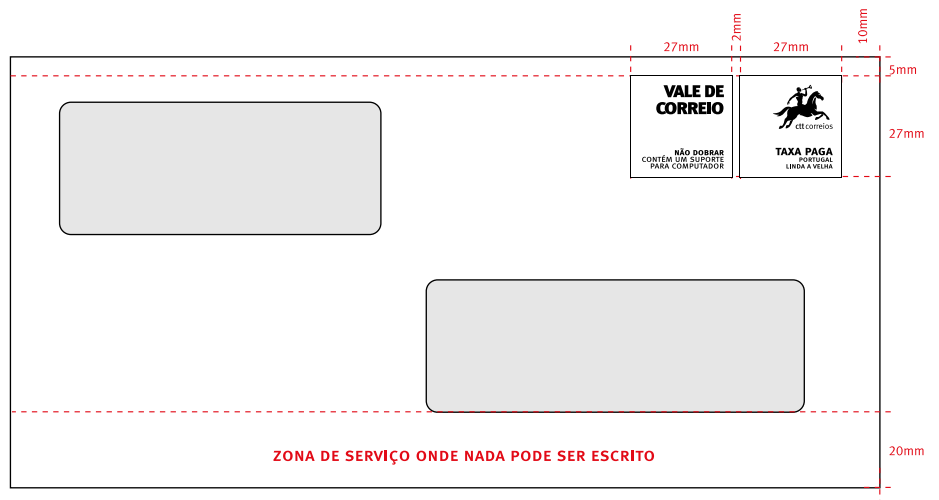 27mm
2mm
27mm
10mm
5mm
VALE DE
CORREIO
NÃO DOBRAR
CONTÉM UM SUPORTE
PARA COMPUTADOR
ctt correios
TAXA PAGA
PORTUGAL
LINDA A VELHA
27mm
20mm
ZONA DE SERVIÇO ONDE NADA PODE SER ESCRITO